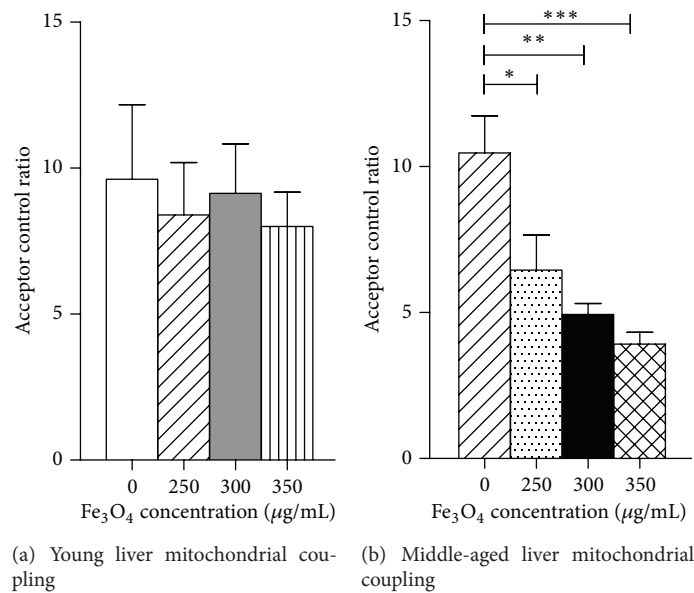 15
10
5
0
Acceptor control ratio
0 250 300 350
Fe₃O₄ concentration (μg/mL)
(a) Young liver mitochondrial cou-
pling
***
**
*
15
10
5
0
Acceptor control ratio
0 250 300 350
Fe₃O₄ concentration (μg/mL)
(b) Middle-aged liver mitochondrial
coupling